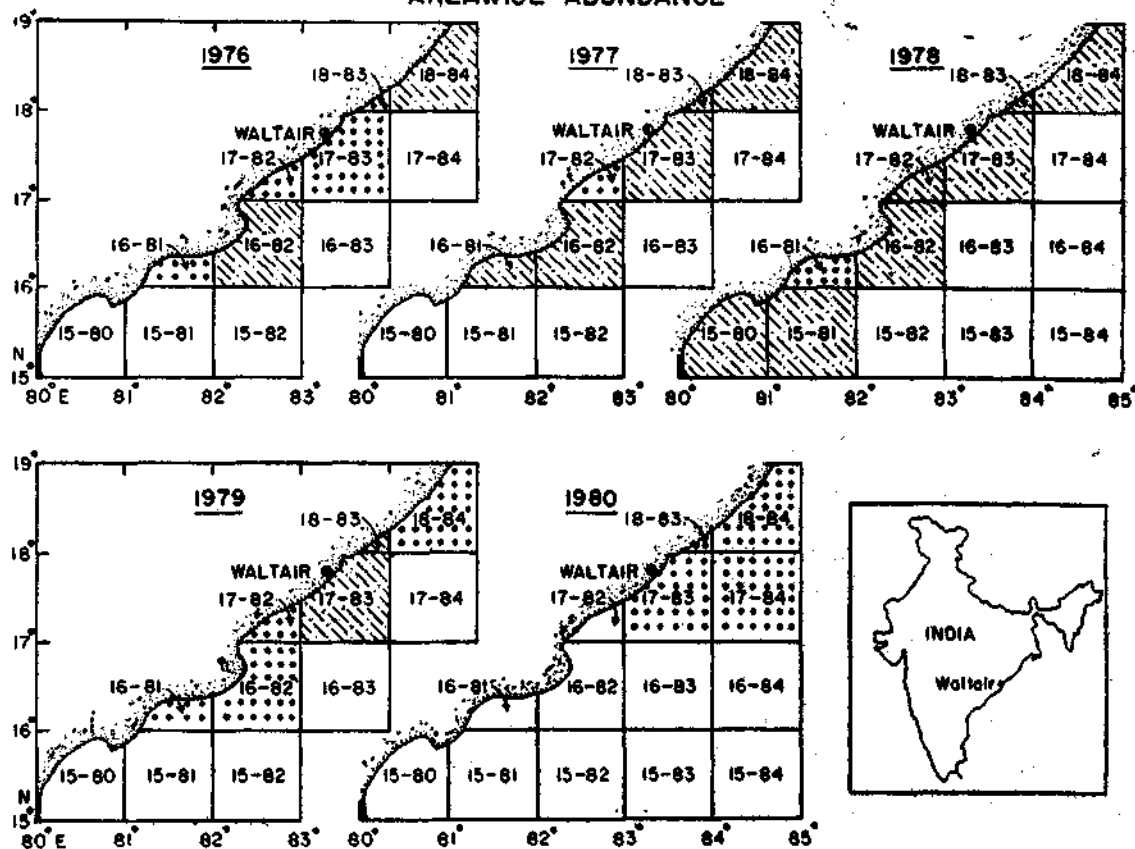 AREAWISE ABUNDANCE
19° 1976 1977 1978
18-83 18-84 18-83 18-84 18-83 18-84
18°
WALTAIR WALTAIR WALTAIR
17-82 17-83 17-84 17-82 17-83 17-84 17-82 17-83 17-84
17°
16-81 16-82 16-83 16-81 16-82 16-83 16-81 16-82 16-83 16-84
16°
15-80 15-81 15-82 15-80 15-81 15-82 15-80 15-81 15-82 15-83 15-84
N
15°
80°E 81° 82° 83° 80° 81° 82° 83° 80° 81° 82° 83° 84° 85°
19° 1979 1980
18-83 18-84 18-83 18-84
18°
WALTAIR WALTAIR
17-82 17-83 17-84 17-82 17-83 17-84
17°
INDIA
16-81 16-82 16-83 16-81 16-82 16-83 16-84
Waltair
16°
15-80 15-81 15-82 15-80 15-81 15-82 15-83 15-84
N
15°
80°E 81° 82° 83° 80° 81° 82° 83° 84° 85°